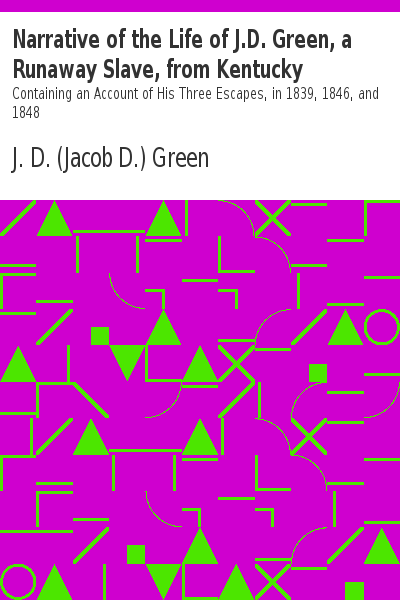 Narrative of the Life of J.D. Green, a
Runaway Slave, from Kentucky
Containing an Account of His Three Escapes, in 1839, 1846, and
1848
J. D. (Jacob D.) Green